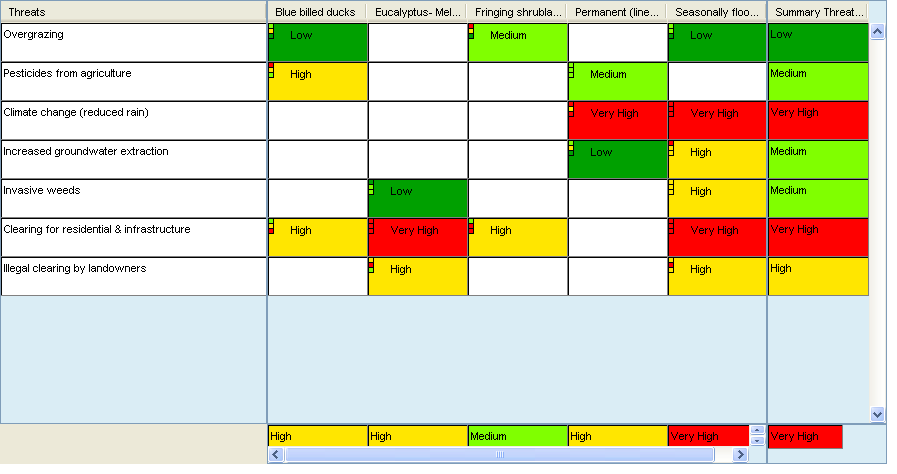 Threats Blue billed ducks Eucalyptus- Mel... Fringing shrubla... Permanent (line... Seasonally floo... Summary Threat...
Overgrazing Low Medium Low Low
Pesticides from agriculture High Medium Medium
Climate change (reduced rain) Very High Very High Very High
Increased groundwater extraction Low High Medium
Invasive weeds Low High Medium
Clearing for residential & infrastructure High Very High High Very High Very High
Illegal clearing by landowners High High High
High High Medium High Very High Very High